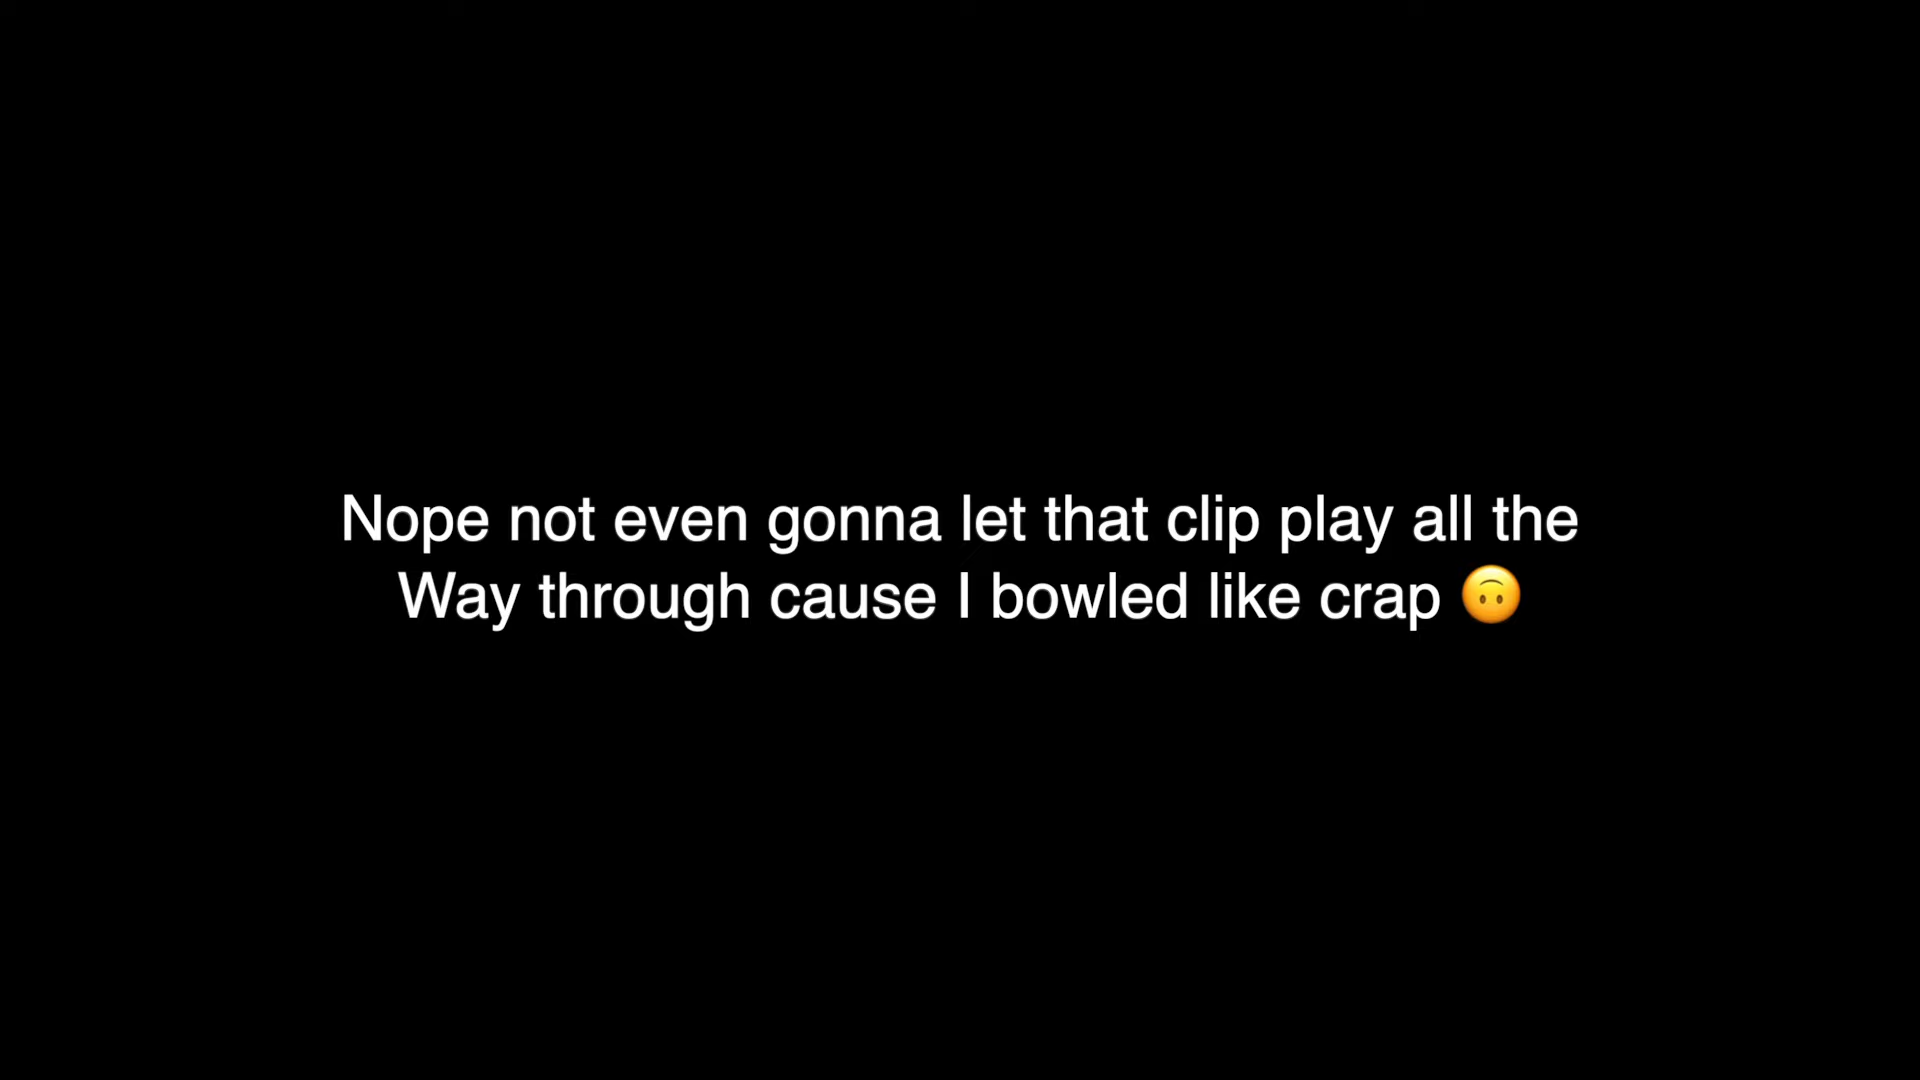 Nope not even gonna let that clip play all the
Way through cause I bowled like crap 🙃